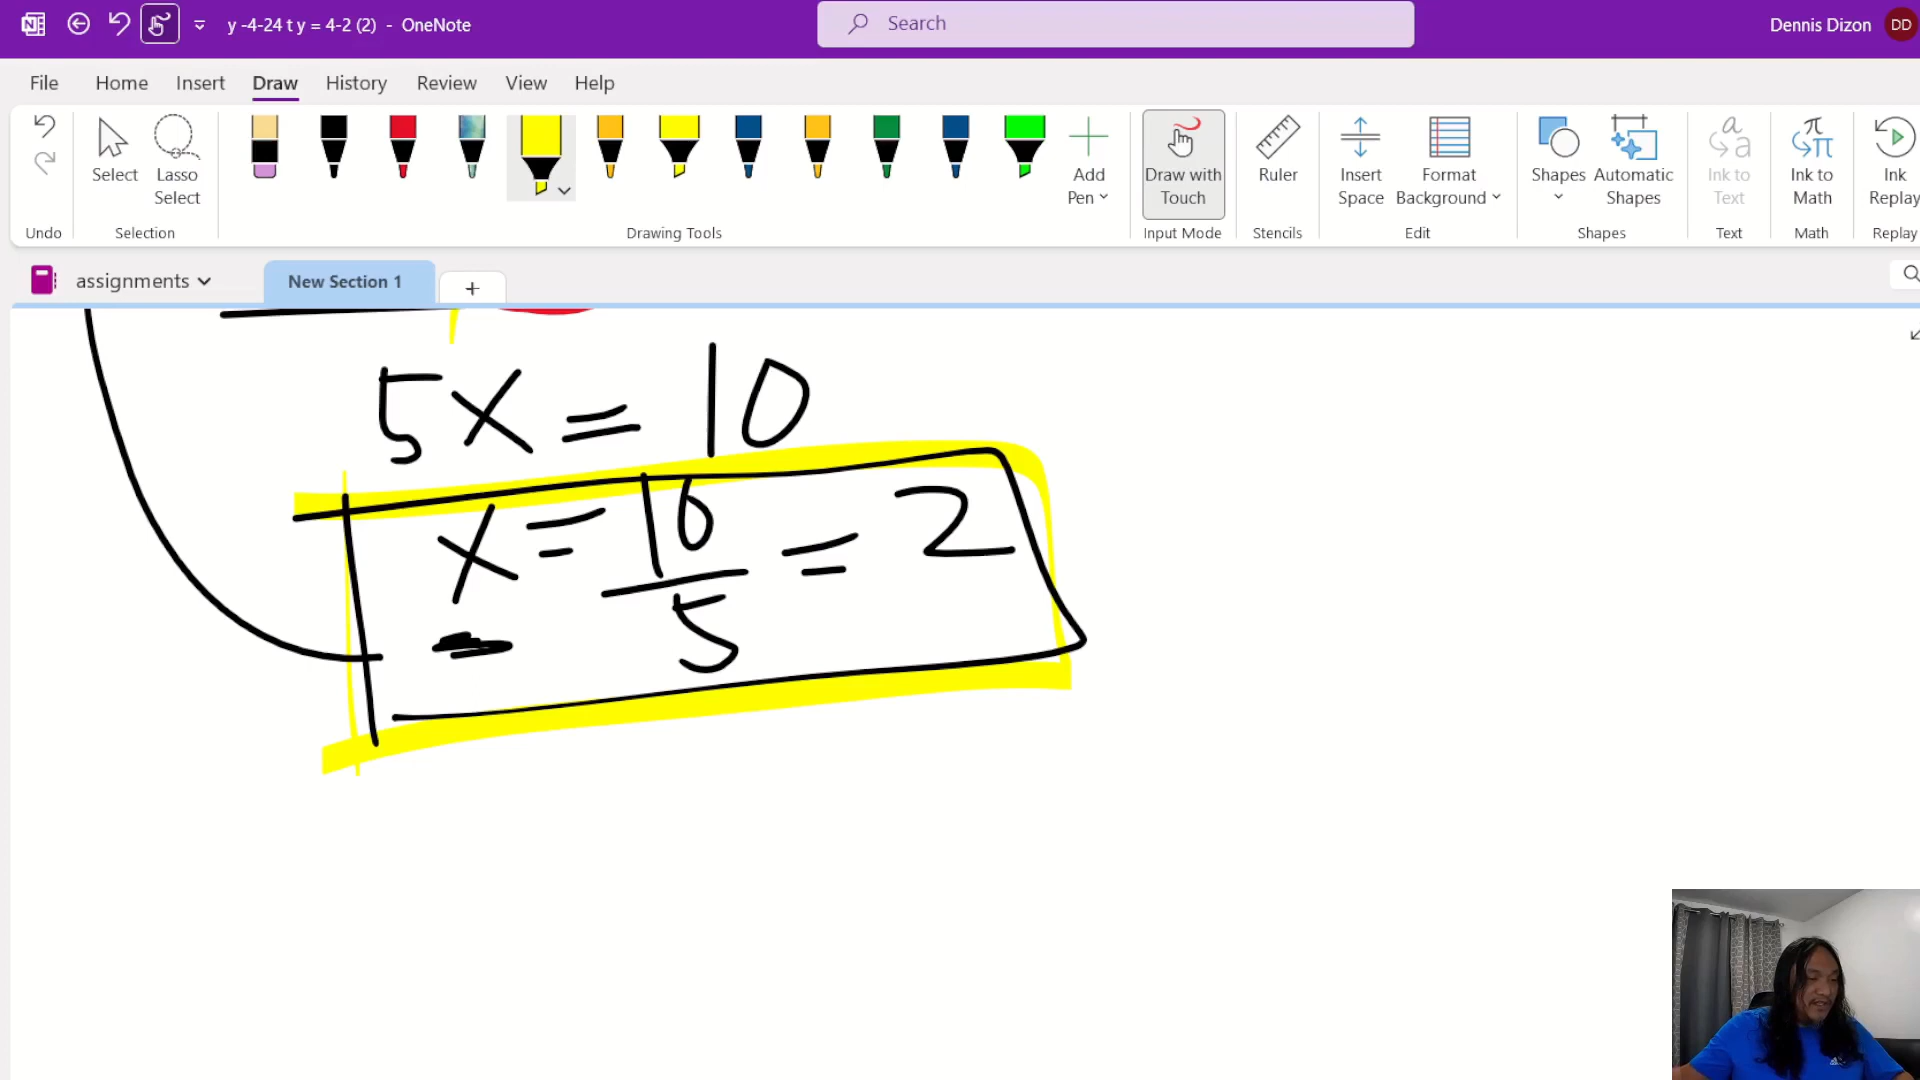 y -4-24 t y = 4-2 (2) - OneNote
Search
Dennis Dizon
DD
File Home Insert Draw History Review View Help
Select
Lasso Select
Add Pen
Draw with Touch
Ruler
Insert Space
Format Background
Shapes
Automatic Shapes
Ink to Text
Ink to Math
Ink Replay
Undo
Selection
Drawing Tools
Input Mode
Stencils
Edit
Shapes
Text
Math
Replay
assignments
New Section 1
+
5x = 10
x = 10/5 = 2